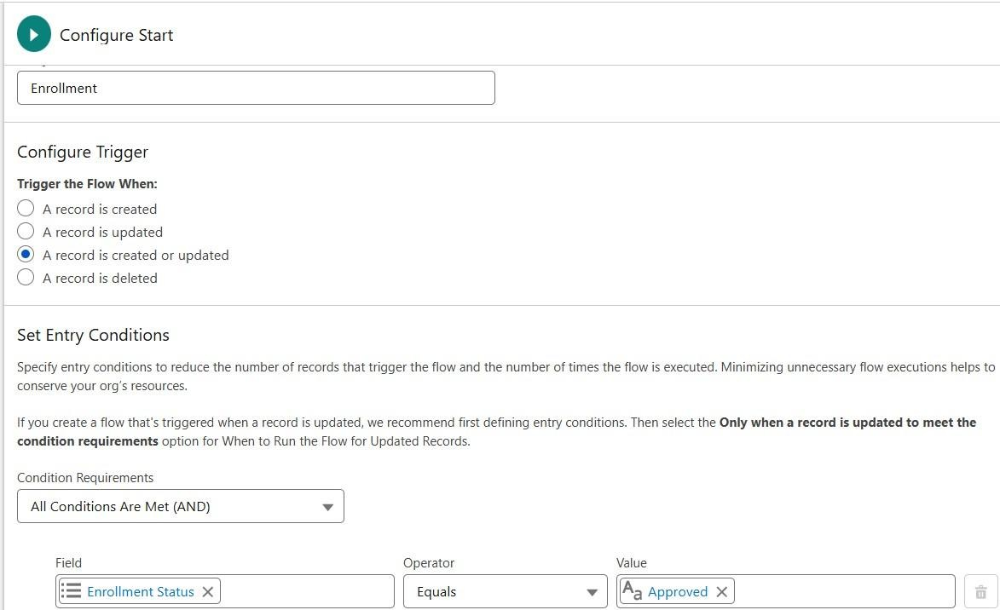 Configure Start
Enrollment
Configure Trigger
Trigger the Flow When:
A record is created
A record is updated
A record is created or updated
A record is deleted
Set Entry Conditions
Specify entry conditions to reduce the number of records that trigger the flow and the number of times the flow is executed. Minimizing unnecessary flow executions helps to
conserve your org's resources.
If you create a flow that's triggered when a record is updated, we recommend first defining entry conditions. Then select the Only when a record is updated to meet the
condition requirements option for When to Run the Flow for Updated Records.
Condition Requirements
All Conditions Are Met (AND)
Field Operator Value
Enrollment Status Equals Aa Approved